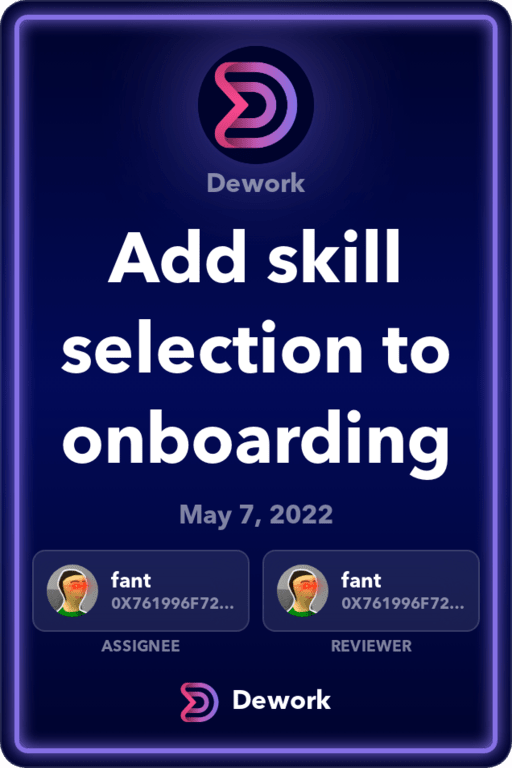 Dework
Add skill
selection to
onboarding
May 7, 2022
fant
0X761996F72...
ASSIGNEE
fant
0X761996F72...
REVIEWER
Dework